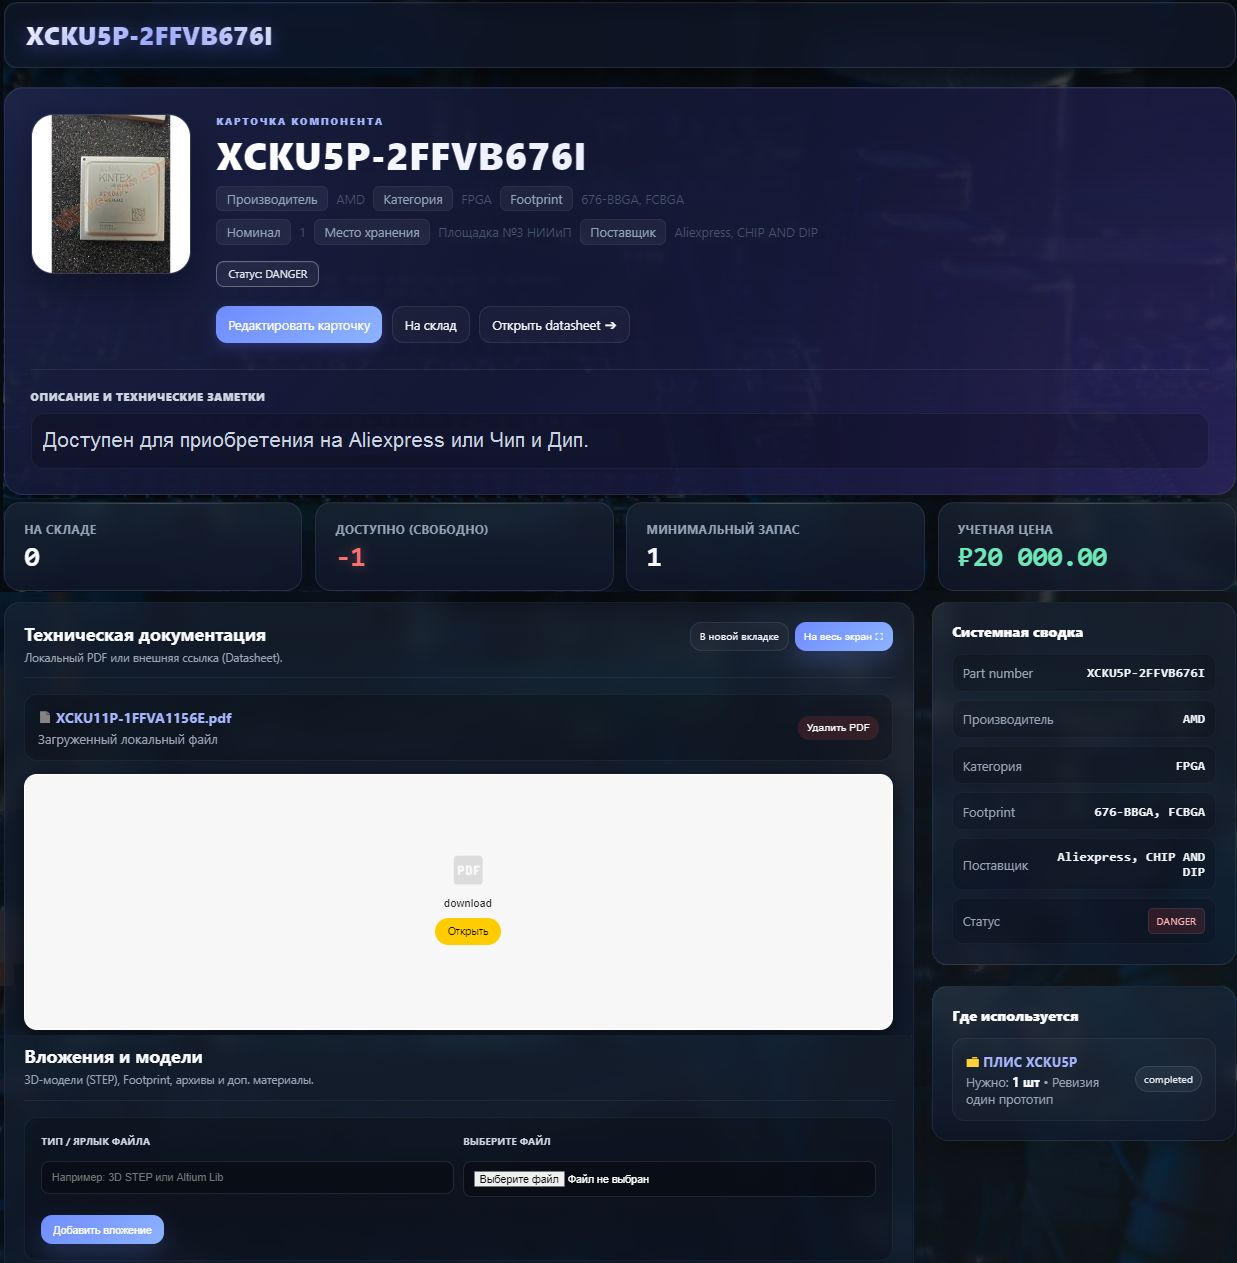 XCKU5P-2FFVB676I
КАРТОЧКА КОМПОНЕНТА
XCKU5P-2FFVB676I
Производитель AMD Категория FPGA Footprint 676-BBGA, FCBGA
Номинал 1 Место хранения Площадка №3 НИИиП Поставщик Aliexpress, CHIP AND DIP
Статус: DANGER
Редактировать карточку На склад Открыть datasheet ➔
KINTEX
ОПИСАНИЕ И ТЕХНИЧЕСКИЕ ЗАМЕТКИ
Доступен для приобретения на Aliexpress или Чип и Дип.
НА СКЛАДЕ
0
ДОСТУПНО (СВОБОДНО)
-1
МИНИМАЛЬНЫЙ ЗАПАС
1
УЧЕТНАЯ ЦЕНА
₽20 000.00
Техническая документация
Локальный PDF или внешняя ссылка (Datasheet).
В новой вкладке На весь экран
XCKU11P-1FFVA1156E.pdf
Загруженный локальный файл
Удалить PDF
PDF
download
Открыть
Вложения и модели
3D-модели (STEP), Footprint, архивы и доп. материалы.
ТИП / ЯРЛЫК ФАЙЛА
Например: 3D STEP или Altium Lib
ВЫБЕРИТЕ ФАЙЛ
Выберите файл Файл не выбран
Добавить вложение
Системная сводка
Part number XCKU5P-2FFVB676I
Производитель AMD
Категория FPGA
Footprint 676-BBGA, FCBGA
Поставщик Aliexpress, CHIP AND
DIP
Статус DANGER
Где используется
ПЛИС XCKU5P
Нужно: 1 шт • Ревизия
один прототип
completed